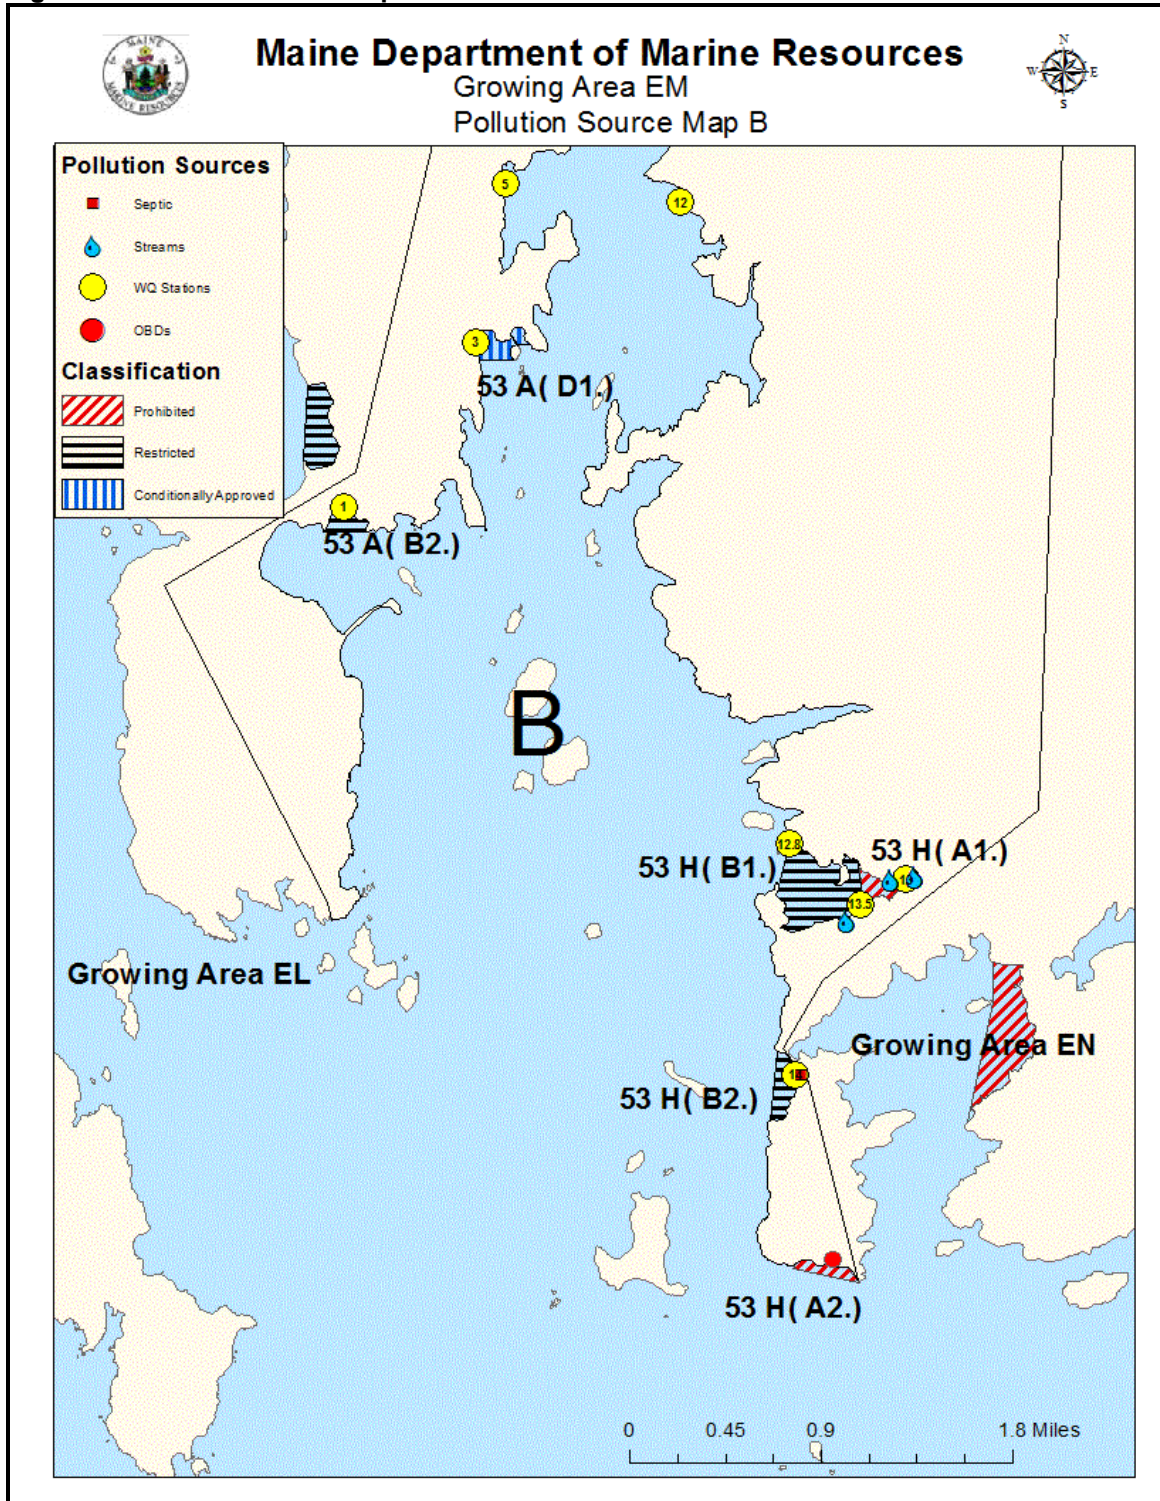 Maine Department of Marine Resources
Growing Area EM
Pollution Source Map B
MAINE
MARINE RESOURCES
N
W
E
S
Pollution Sources
Septic
Streams
WQ Stations
OBDs
Classification
Prohibited
Restricted
Conditionally Approved
5
12
3
53 A( D1.)
1
53 A( B2.)
B
12.8
53 H( A1.)
53 H( B1.)
13.5
Growing Area EL
Growing Area EN
53 H( B2.)
53 H( A2.)
0
0.45
0.9
1.8 Miles